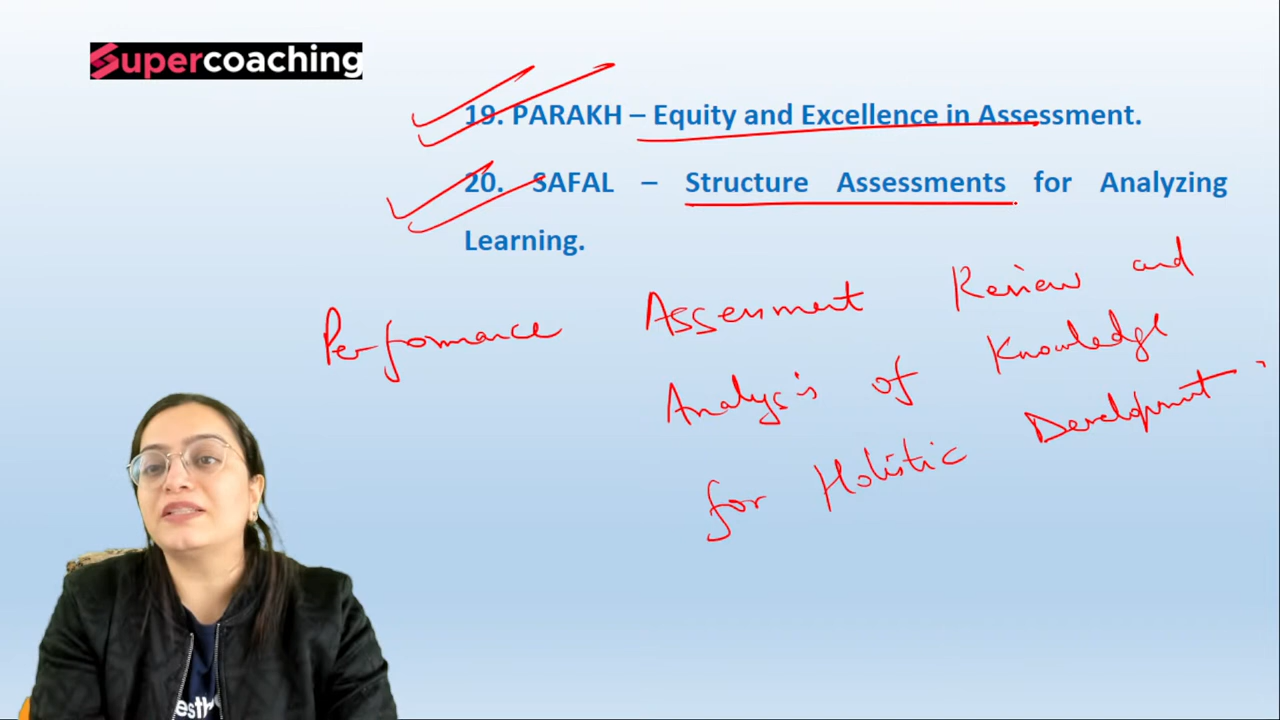 Supercoaching
19. PARAKH – Equity and Excellence in Assessment.
20. SAFAL – Structure Assessments for Analyzing
Learning.
Performance Assessment Review and
Analysis of Knowledge
for Holistic Development
esth